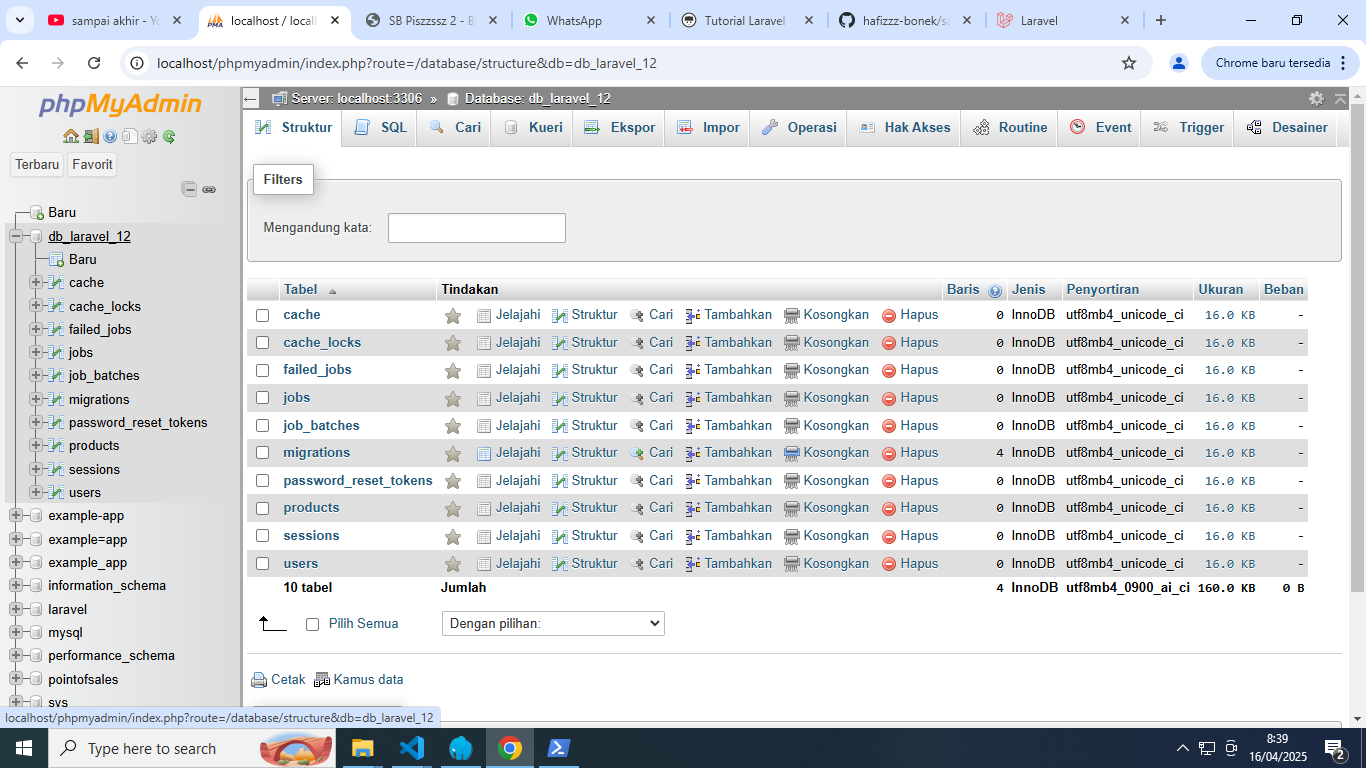 sampai akhir - Yo
localhost / localh
SB Piszzssz 2 - B
WhatsApp
Tutorial Laravel
hafizzz-bonek/sa
Laravel
localhost/phpmyadmin/index.php?route=/database/structure&db=db_laravel_12
Chrome baru tersedia
phpMyAdmin
Terbaru Favorit
Baru
db_laravel_12
Baru
cache
cache_locks
failed_jobs
jobs
job_batches
migrations
password_reset_tokens
products
sessions
users
example-app
example=app
example_app
information_schema
laravel
mysql
performance_schema
pointofsales
sys
Server: localhost:3306 » Database: db_laravel_12
Struktur SQL Cari Kueri Ekspor Impor Operasi Hak Akses Routine Event Trigger Desainer
Filters
Mengandung kata:
Tabel Tindakan Baris Jenis Penyortiran Ukuran Beban
cache Jelajahi Struktur Cari Tambahkan Kosongkan Hapus 0 InnoDB utf8mb4_unicode_ci 16.0 KB -
cache_locks Jelajahi Struktur Cari Tambahkan Kosongkan Hapus 0 InnoDB utf8mb4_unicode_ci 16.0 KB -
failed_jobs Jelajahi Struktur Cari Tambahkan Kosongkan Hapus 0 InnoDB utf8mb4_unicode_ci 16.0 KB -
jobs Jelajahi Struktur Cari Tambahkan Kosongkan Hapus 0 InnoDB utf8mb4_unicode_ci 16.0 KB -
job_batches Jelajahi Struktur Cari Tambahkan Kosongkan Hapus 0 InnoDB utf8mb4_unicode_ci 16.0 KB -
migrations Jelajahi Struktur Cari Tambahkan Kosongkan Hapus 4 InnoDB utf8mb4_unicode_ci 16.0 KB -
password_reset_tokens Jelajahi Struktur Cari Tambahkan Kosongkan Hapus 0 InnoDB utf8mb4_unicode_ci 16.0 KB -
products Jelajahi Struktur Cari Tambahkan Kosongkan Hapus 0 InnoDB utf8mb4_unicode_ci 16.0 KB -
sessions Jelajahi Struktur Cari Tambahkan Kosongkan Hapus 0 InnoDB utf8mb4_unicode_ci 16.0 KB -
users Jelajahi Struktur Cari Tambahkan Kosongkan Hapus 0 InnoDB utf8mb4_unicode_ci 16.0 KB -
10 tabel Jumlah 4 InnoDB utf8mb4_0900_ai_ci 160.0 KB 0 B
Pilih Semua Dengan pilihan:
Cetak Kamus data
localhost/phpmyadmin/index.php?route=/database/structure&db=db_laravel_12
Type here to search
8:39
16/04/2025
2